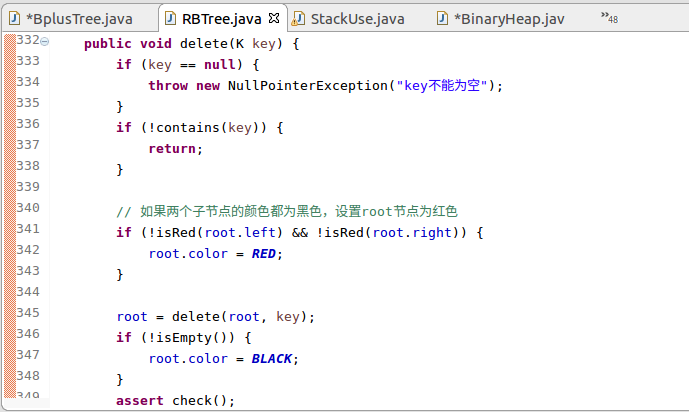 *BplusTree.java RBTree.java StackUse.java *BinaryHeap.jav »48
332 public void delete(K key) {
333 if (key == null) {
334 throw new NullPointerException("key不能为空");
335 }
336 if (!contains(key)) {
337 return;
338 }
339
340 // 如果两个子节点的颜色都为黑色，设置root节点为红色
341 if (!isRed(root.left) && !isRed(root.right)) {
342 root.color = RED;
343 }
344
345 root = delete(root, key);
346 if (!isEmpty()) {
347 root.color = BLACK;
348 }
349 assert check();